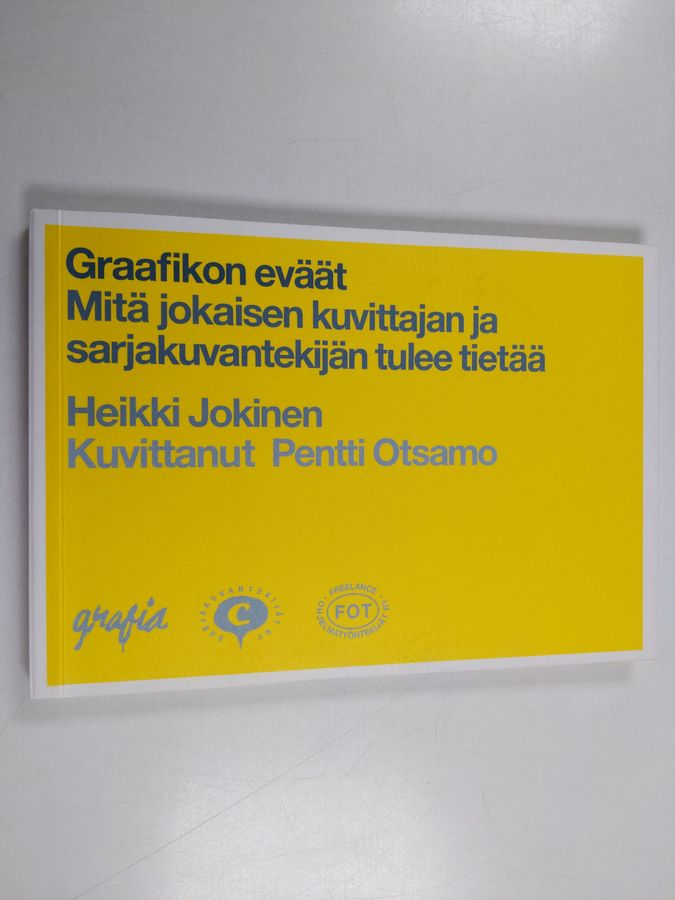 Graafikon eväät
Mitä jokaisen kuvittajan ja
sarjakuvantekijän tulee tietää
Heikki Jokinen
Kuvittanut Pentti Otsamo
grafia
SARJAKUVANTEKIJÄT RY
C
• FREELANCE •
FOT
OHJELMATYÖNTEKIJÄT RY